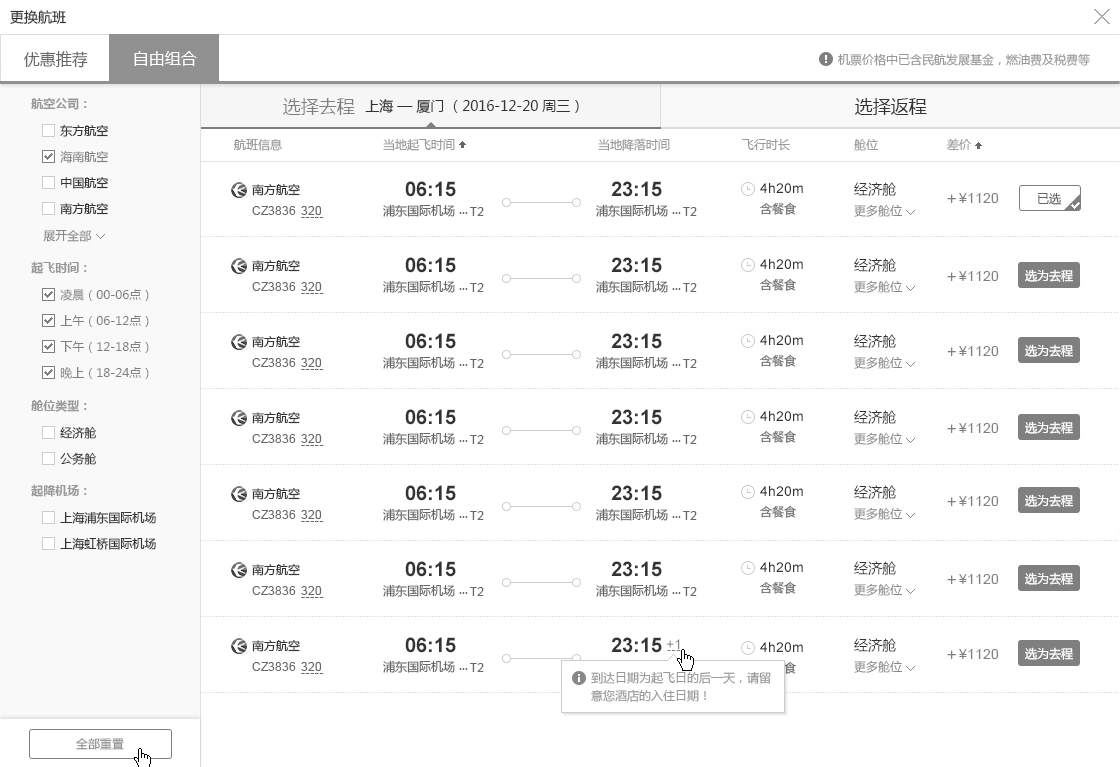 更换航班
优惠推荐
自由组合
机票价格中已含民航发展基金，燃油费及税费等
航空公司：
东方航空
海南航空
中国航空
南方航空
展开全部
起飞时间：
凌晨（00-06点）
上午（06-12点）
下午（12-18点）
晚上（18-24点）
舱位类型：
经济舱
公务舱
起降机场：
上海浦东国际机场
上海虹桥国际机场
全部重置
选择去程 上海 — 厦门 （ 2016-12-20 周三 ）
选择返程
航班信息 当地起飞时间 当地降落时间 飞行时长 舱位 差价
南方航空 06:15 23:15 4h20m 经济舱 +¥1120 已选
CZ3836 320 浦东国际机场 ... T2 浦东国际机场 ... T2 含餐食 更多舱位
南方航空 06:15 23:15 4h20m 经济舱 +¥1120 选为去程
CZ3836 320 浦东国际机场 ... T2 浦东国际机场 ... T2 含餐食 更多舱位
南方航空 06:15 23:15 4h20m 经济舱 +¥1120 选为去程
CZ3836 320 浦东国际机场 ... T2 浦东国际机场 ... T2 含餐食 更多舱位
南方航空 06:15 23:15 4h20m 经济舱 +¥1120 选为去程
CZ3836 320 浦东国际机场 ... T2 浦东国际机场 ... T2 含餐食 更多舱位
南方航空 06:15 23:15 4h20m 经济舱 +¥1120 选为去程
CZ3836 320 浦东国际机场 ... T2 浦东国际机场 ... T2 含餐食 更多舱位
南方航空 06:15 23:15 4h20m 经济舱 +¥1120 选为去程
CZ3836 320 浦东国际机场 ... T2 浦东国际机场 ... T2 含餐食 更多舱位
南方航空 06:15 23:15 +1 4h20m 经济舱 +¥1120 选为去程
CZ3836 320 浦东国际机场 ... T2 食 更多舱位
到达日期为起飞日的后一天，请留
意您酒店的入住日期！